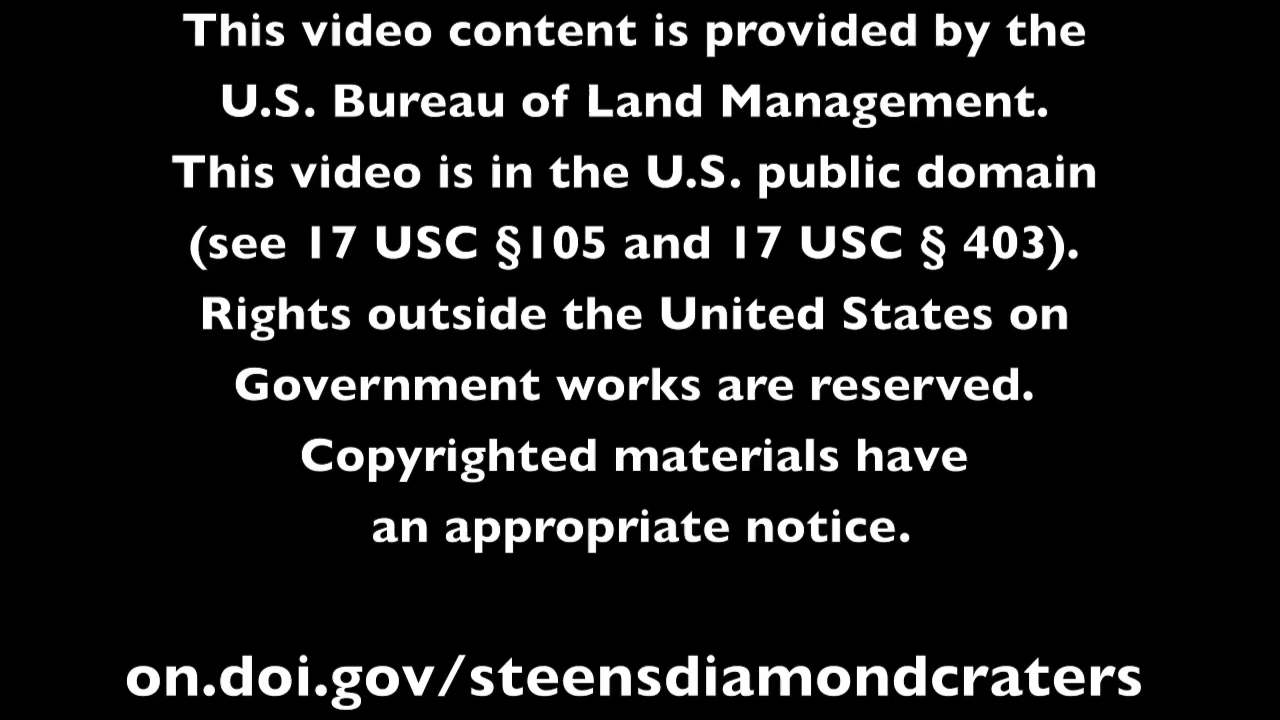 This video content is provided by the
U.S. Bureau of Land Management.
This video is in the U.S. public domain
(see 17 USC §105 and 17 USC § 403).
Rights outside the United States on
Government works are reserved.
Copyrighted materials have
an appropriate notice.
on.doi.gov/steensdiamondcraters